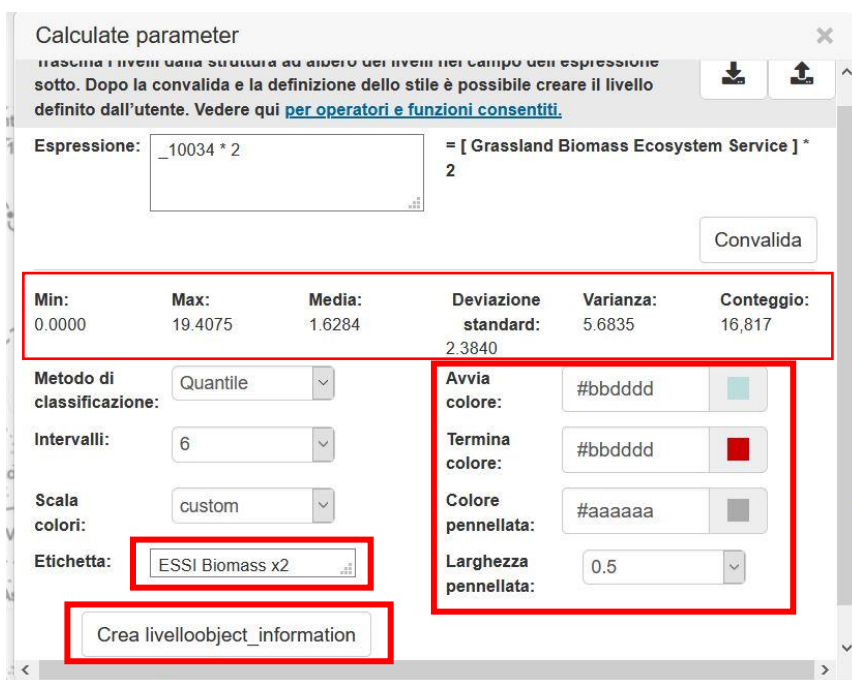 Calculate parameter
Trascina i livelli dalla struttura ad albero dei livelli nel campo dell'espressione
sotto. Dopo la convalida e la definizione dello stile è possibile creare il livello
definito dall'utente. Vedere qui per operatori e funzioni consentiti.
Espressione:
_10034 * 2
= [ Grassland Biomass Ecosystem Service ] *
2
Convalida
Min: Max: Media: Deviazione standard: Varianza: Conteggio:
0.0000 19.4075 1.6284 2.3840 5.6835 16,817
Metodo di
classificazione:
Quantile
Avvia
colore:
#bbdddd
Intervalli:
6
Termina
colore:
#bbdddd
Scala
colori:
custom
Colore
pennellata:
#aaaaaa
Etichetta:
ESSI Biomass x2
Larghezza
pennellata:
0.5
Crea livelloobject_information